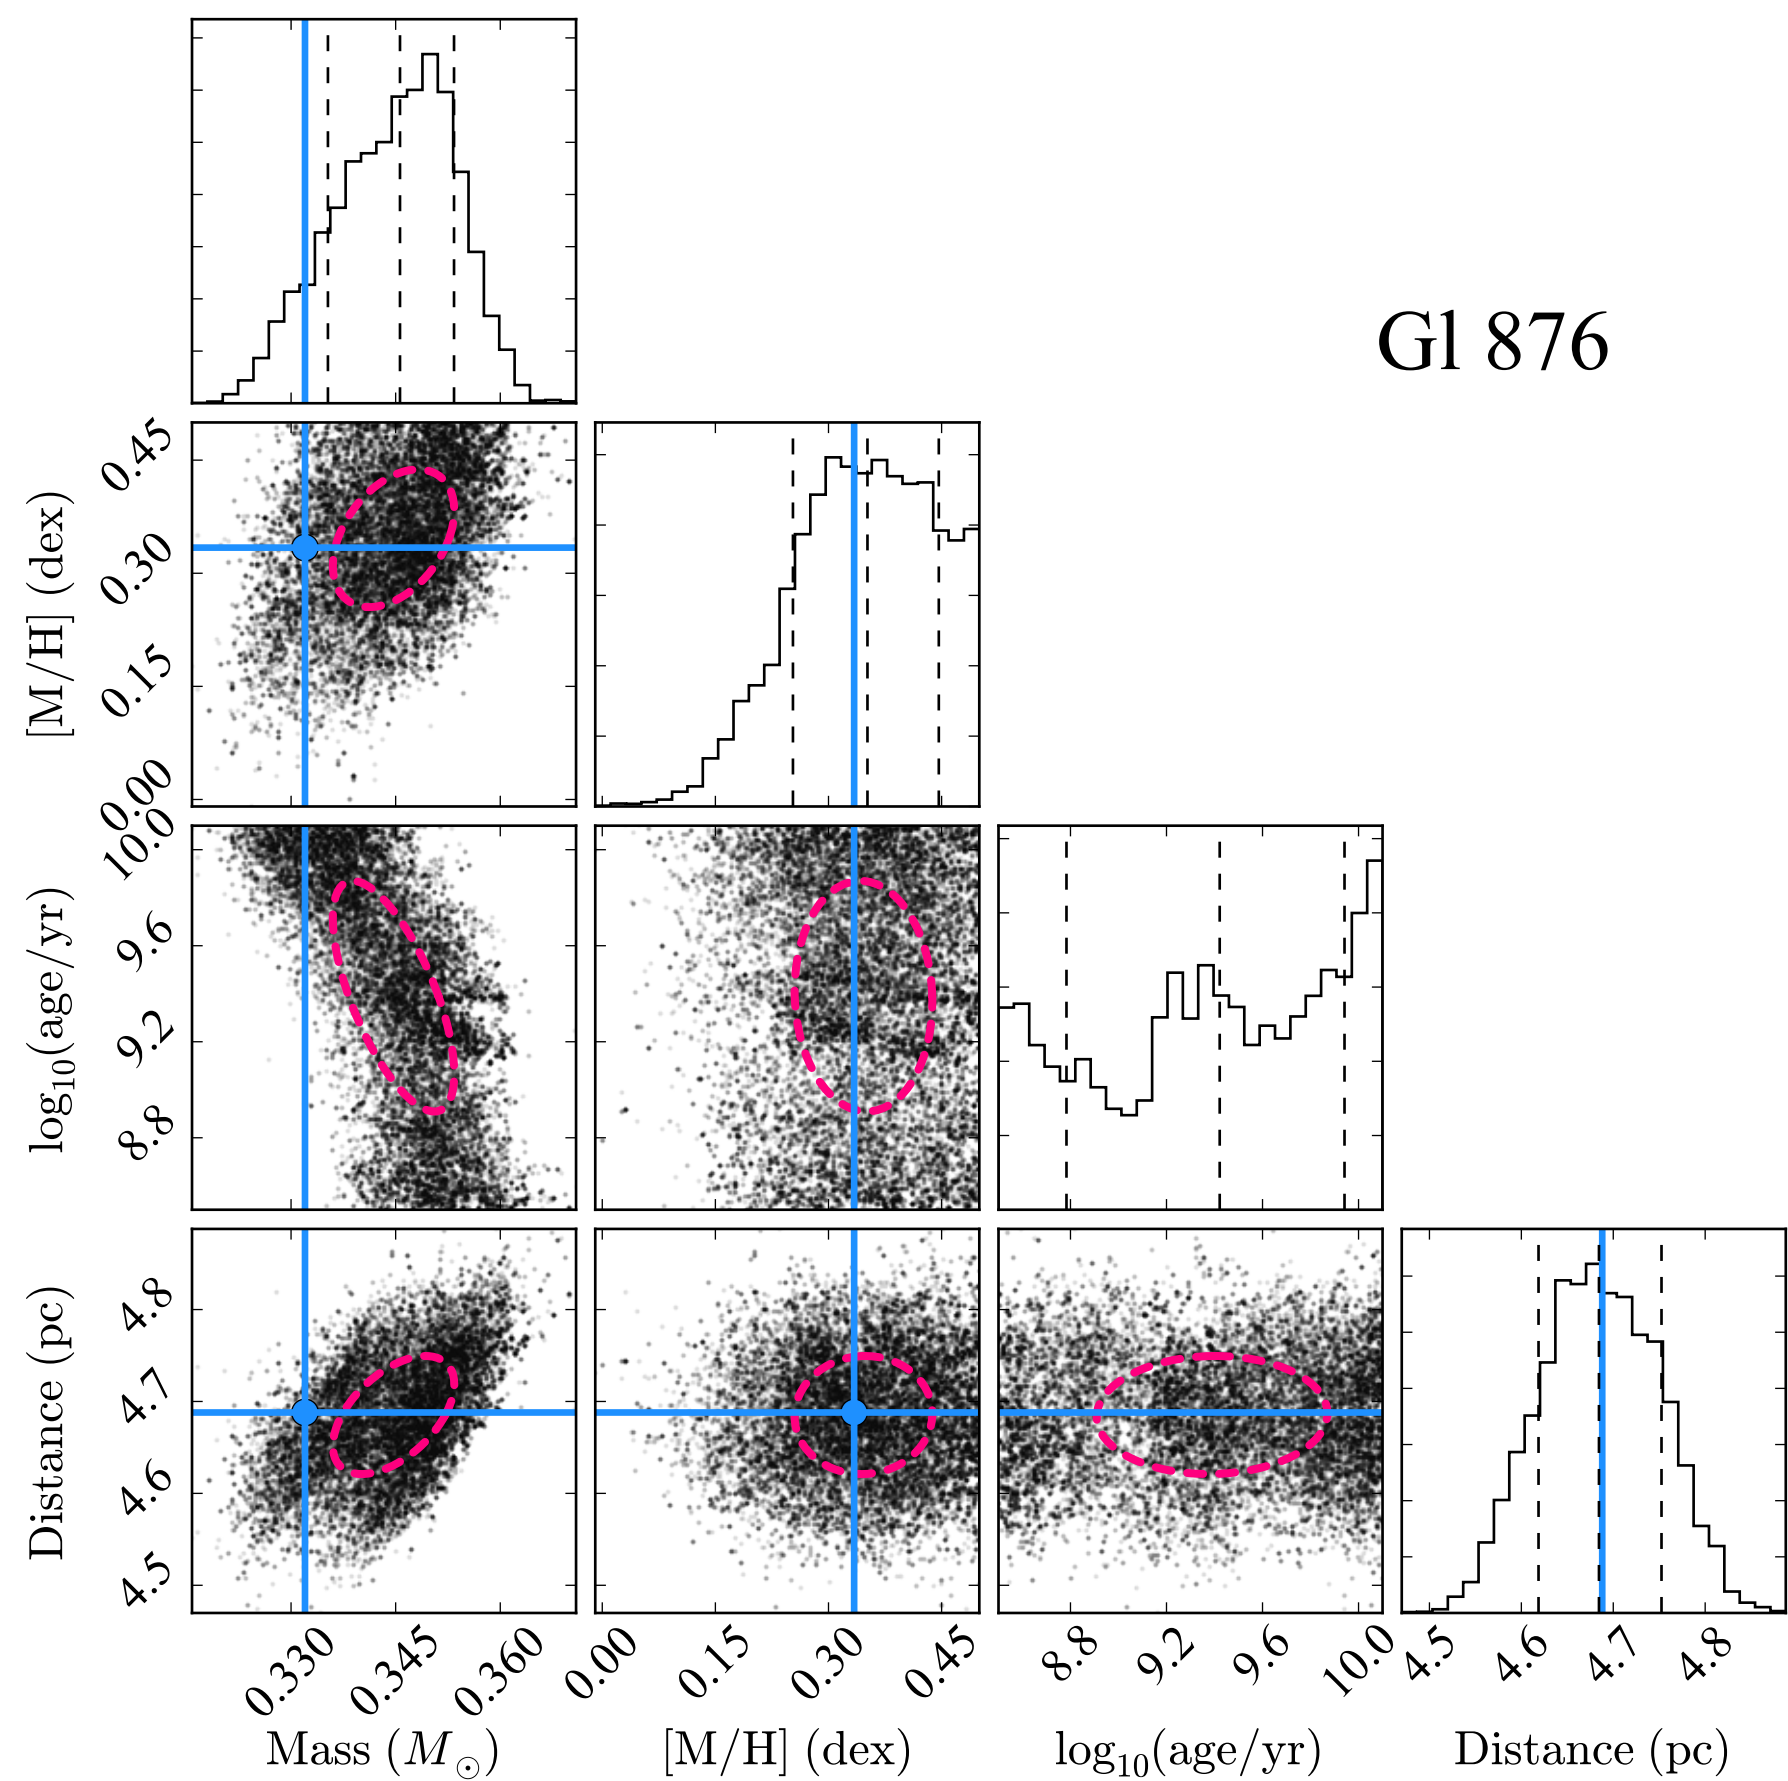 Gl 876
[M/H] (dex)
0.45
0.30
0.15
0.00
log₁₀(age/yr)
10.0
9.6
9.2
8.8
Distance (pc)
4.8
4.7
4.6
4.5
0.330 0.345 0.360 0.00 0.15 0.30 0.45 8.8 9.2 9.6 10.0 4.5 4.6 4.7 4.8
Mass (M☉) [M/H] (dex) log₁₀(age/yr) Distance (pc)